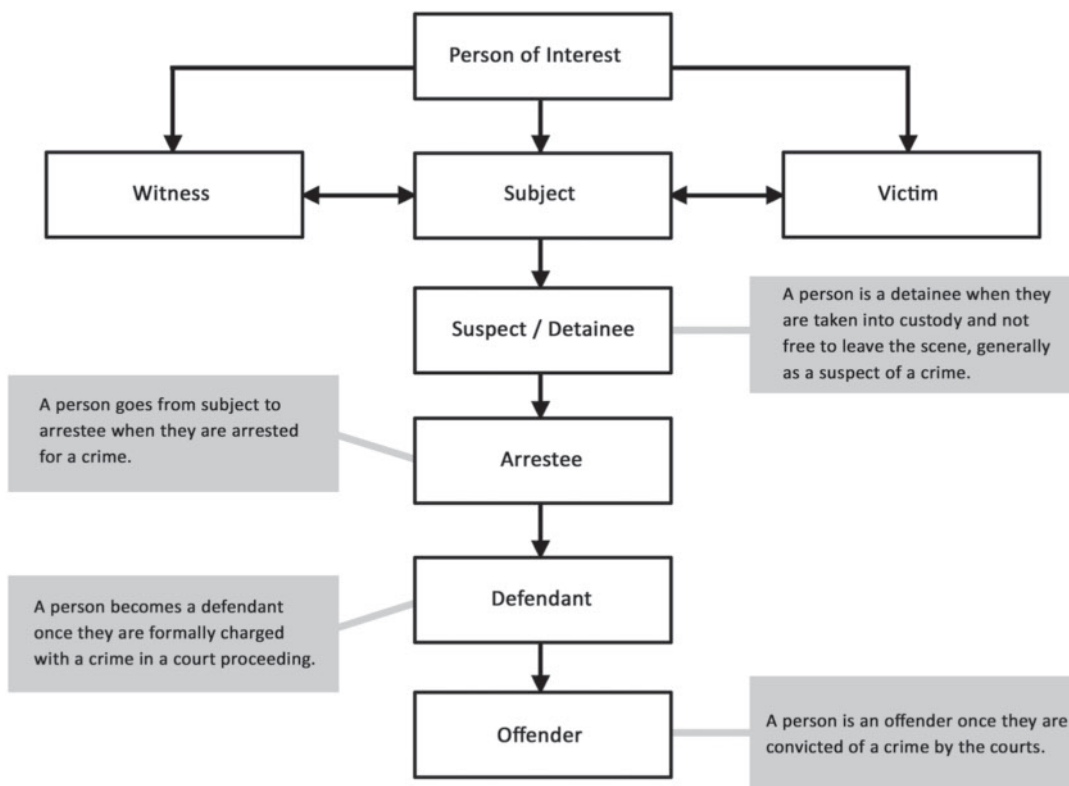 Person of Interest
Witness
Subject
Victim
Suspect / Detainee
A person is a detainee when they
are taken into custody and not
free to leave the scene, generally
as a suspect of a crime.
A person goes from subject to
arrestee when they are arrested
for a crime.
Arrestee
Defendant
A person becomes a defendant
once they are formally charged
with a crime in a court proceeding.
Offender
A person is an offender once they are
convicted of a crime by the courts.